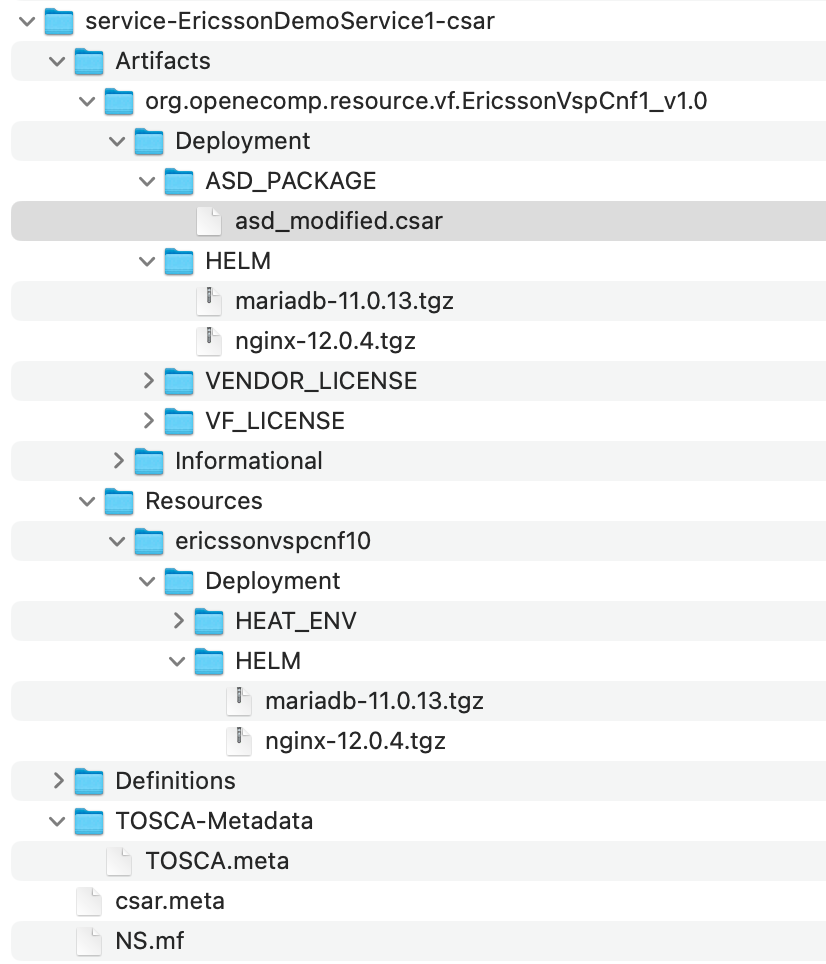 service-EricssonDemoService1-csar
Artifacts
org.openecomp.resource.vf.EricssonVspCnf1_v1.0
Deployment
ASD_PACKAGE
asd_modified.csar
HELM
mariadb-11.0.13.tgz
nginx-12.0.4.tgz
VENDOR_LICENSE
VF_LICENSE
Informational
Resources
ericssonvspcnf10
Deployment
HEAT_ENV
HELM
mariadb-11.0.13.tgz
nginx-12.0.4.tgz
Definitions
TOSCA-Metadata
TOSCA.meta
csar.meta
NS.mf